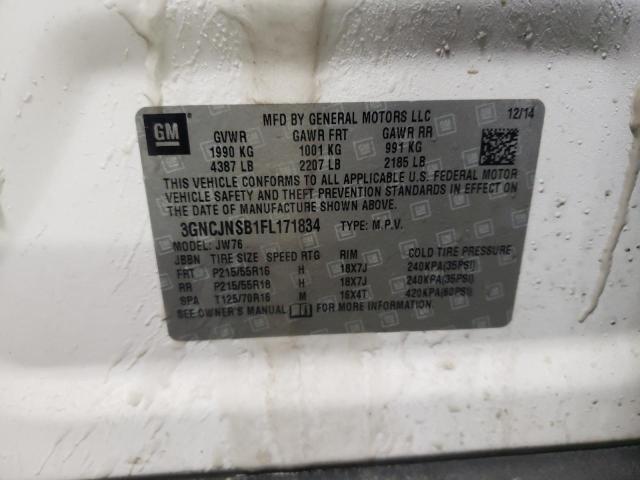 MFD BY GENERAL MOTORS LLC 12/14
GM
GVWR GAWR FRT GAWR RR
1990 KG 1001 KG 991 KG
4387 LB 2207 LB 2185 LB
THIS VEHICLE CONFORMS TO ALL APPLICABLE U.S. FEDERAL MOTOR
VEHICLE SAFETY AND THEFT PREVENTION STANDARDS IN EFFECT ON
THE DATE OF MANUFACTURE SHOWN ABOVE.
3GNCJNSB1FL171834 TYPE: M.P.V.
MODEL: JW76
JBBN TIRE SIZE SPEED RTG RIM COLD TIRE PRESSURE
FRT P215/55R18 H 18X7J 240KPA(35PSI)
RR P215/55R18 H 18X7J 240KPA(35PSI)
SPA T125/70R16 M 16X4T 420KPA(60PSI)
SEE OWNER'S MANUAL FOR MORE INFORMATION